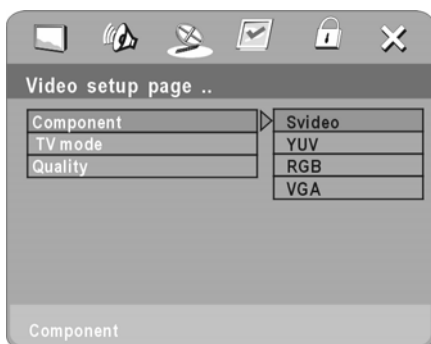 Video setup page ..
Component
TV mode
Quality
Svideo
YUV
RGB
VGA
Component